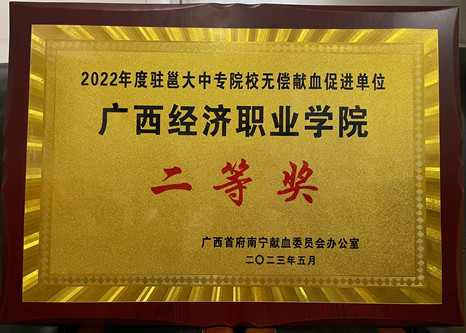 2022年度驻邕大中专院校无偿献血促进单位
广西经济职业学院
二等奖
广西首府南宁献血委员会办公室
二〇二三年五月